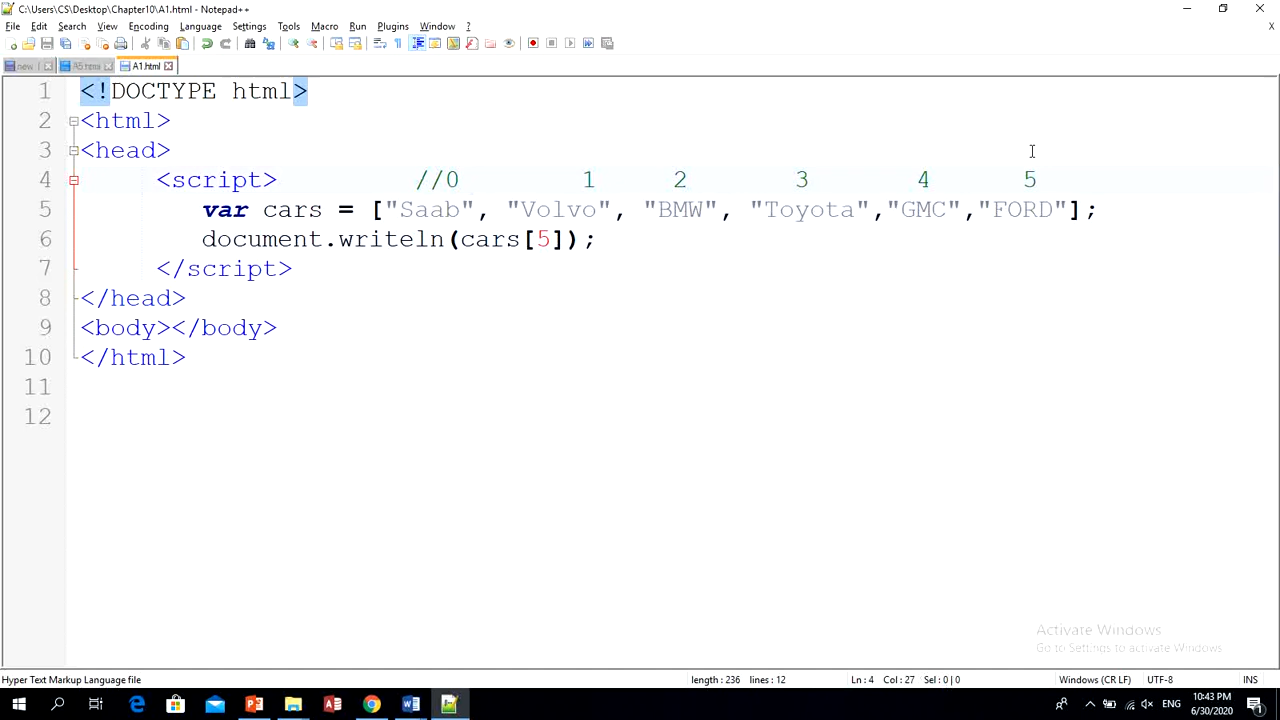 C:\Users\CS\Desktop\Chapter10\A1.html - Notepad++
File Edit Search View Encoding Language Settings Tools Macro Run Plugins Window ?
new A5.html A1.html
1 <!DOCTYPE html>
2 <html>
3 <head>
4 <script> //0 1 2 3 4 5
5 var cars = ["Saab", "Volvo", "BMW", "Toyota","GMC","FORD"];
6 document.writeln(cars[5]);
7 </script>
8 </head>
9 <body></body>
10 </html>
11
12
Activate Windows
Go to Settings to activate Windows.
Hyper Text Markup Language file length : 236 lines : 12 Ln : 4 Col : 27 Sel : 0 | 0 Windows (CR LF) UTF-8 INS
ENG 10:43 PM
6/30/2020